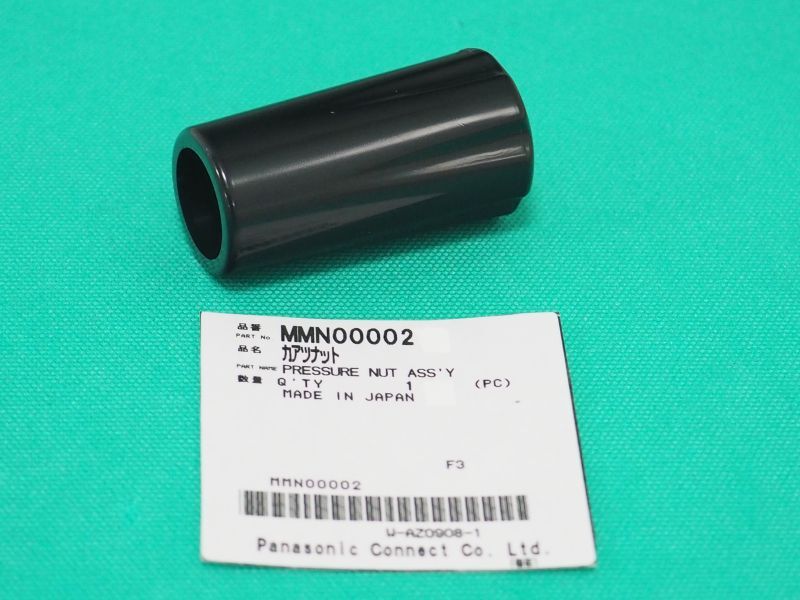 品番 PART No MMN00002
品名 カアツナット
PART NAME PRESSURE NUT ASS'Y
数量 Q'TY 1 (PC)
MADE IN JAPAN
F3
MMN00002
W-AZ0908-1
Panasonic Connect Co. Ltd.